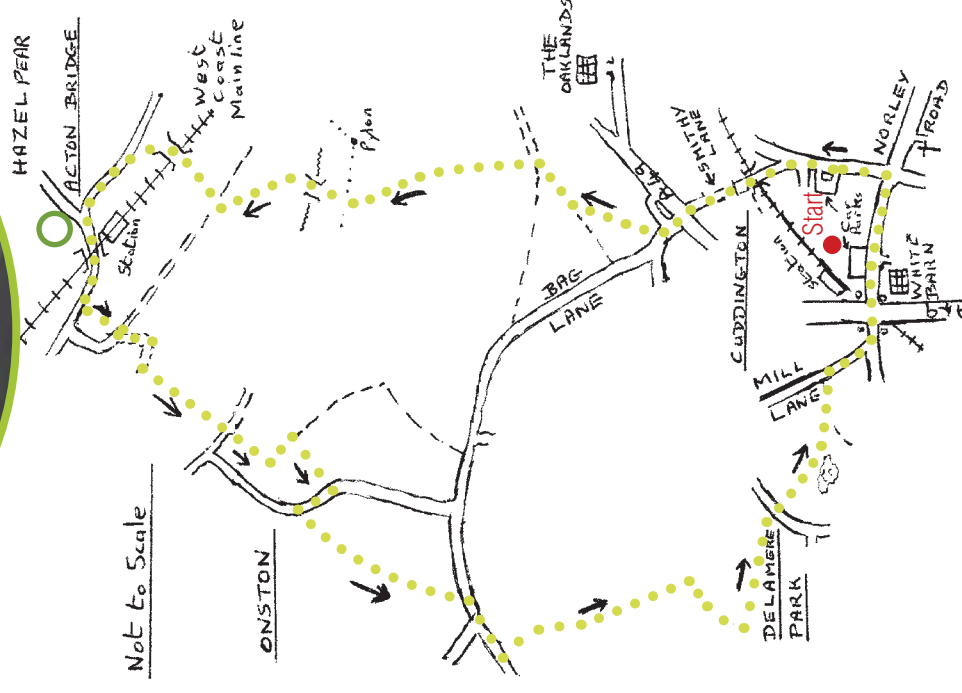 HAZEL PEAR
ACTON BRIDGE
West
Coast
Mainline
Station
Pylon
THE
OAKLANDS
SMITHY
LANE
A49
NORLEY
ROAD
Start
Car
Parks
Station
CUDDINGTON
WHITE
BARN
BAG
LANE
MILL
LANE
Not to Scale
ONSTON
DELAMERE
PARK